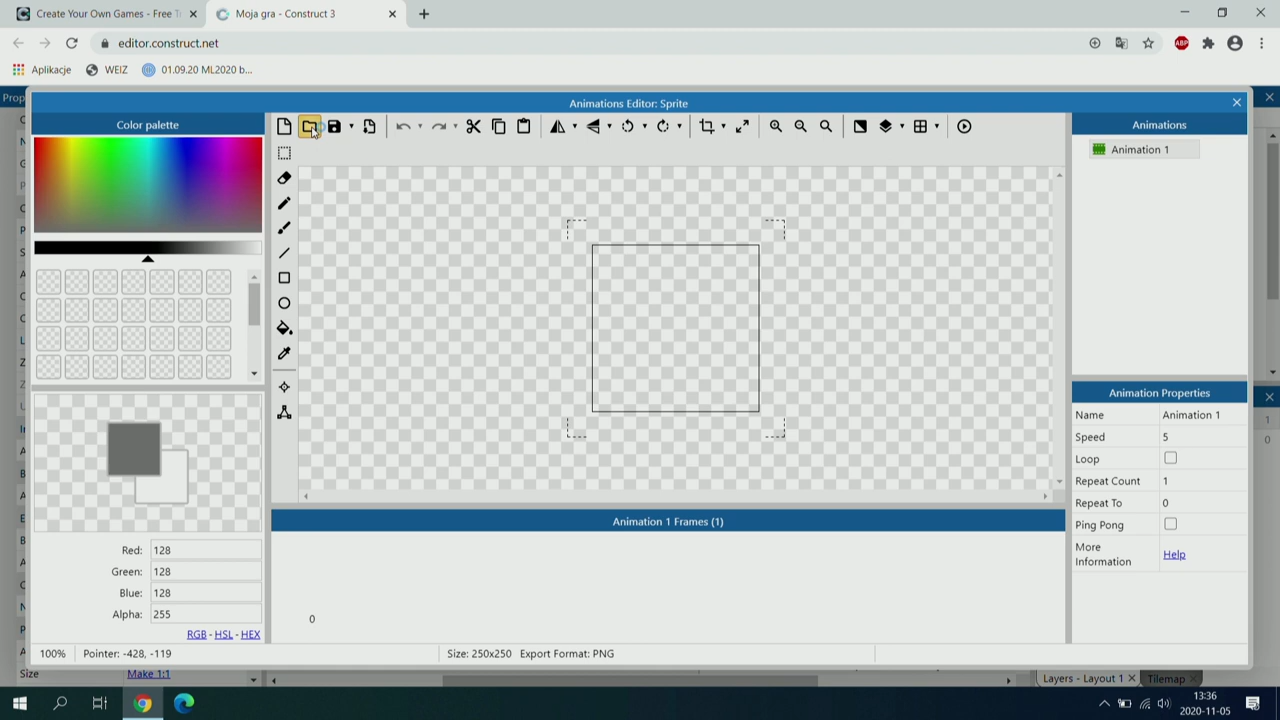 Create Your Own Games - Free T
Moja gra - Construct 3
editor.construct.net
ABP
Aplikacje
WEIZ
01.09.20 ML2020 b...
Prop
Animations Editor: Sprite
Color palette
Animations
Animation 1
Animation Properties
Name Animation 1
Speed 5
Loop
Repeat Count 1
Repeat To 0
Ping Pong
More Information Help
Animation 1 Frames (1)
0
Red: 128
Green: 128
Blue: 128
Alpha: 255
RGB - HSL - HEX
100%
Pointer: -428, -119
Size: 250x250 Export Format: PNG
Size Make 1:1
Layers - Layout 1
Tilemap
1
0
13:36
2020-11-05